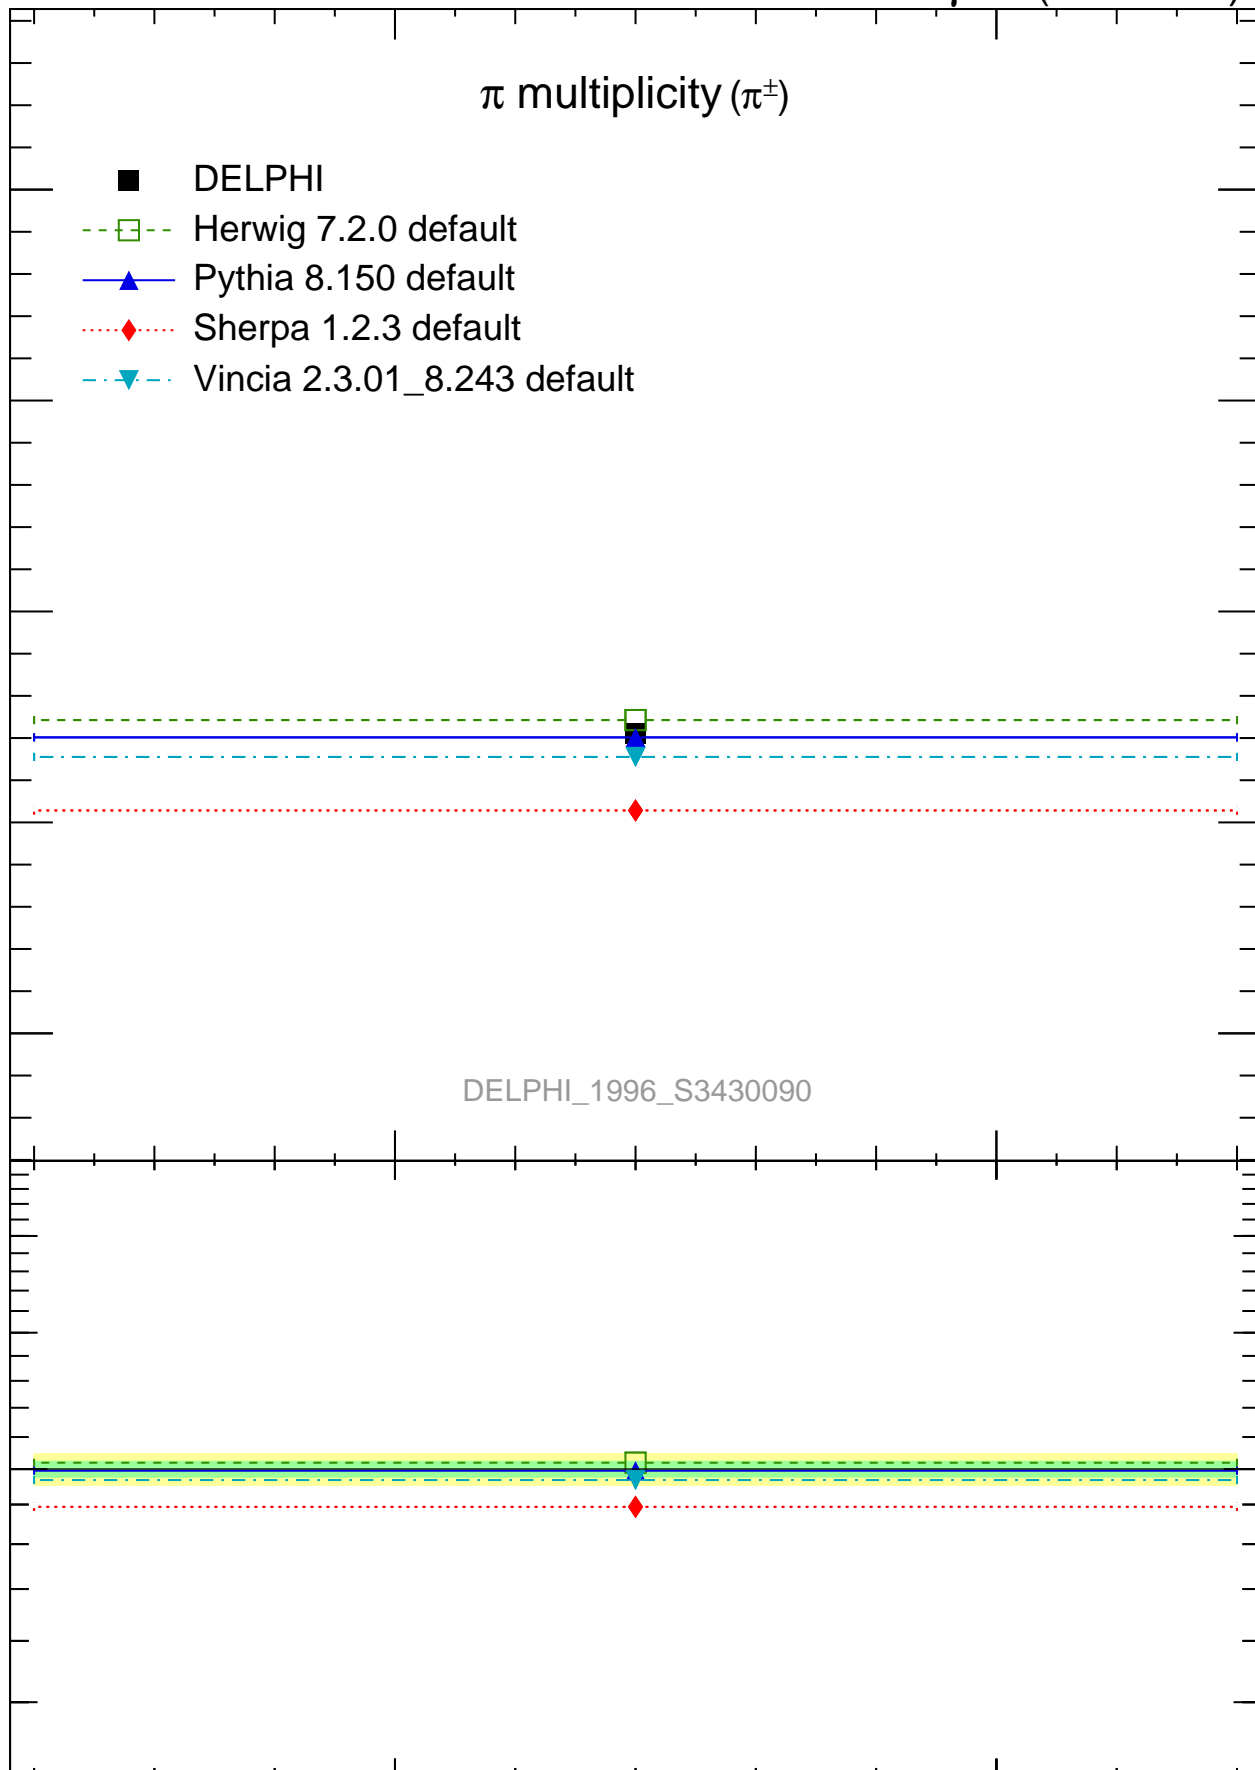 π multiplicity (π±)
DELPHI
Herwig 7.2.0 default
Pythia 8.150 default
Sherpa 1.2.3 default
Vincia 2.3.01_8.243 default
DELPHI_1996_S3430090